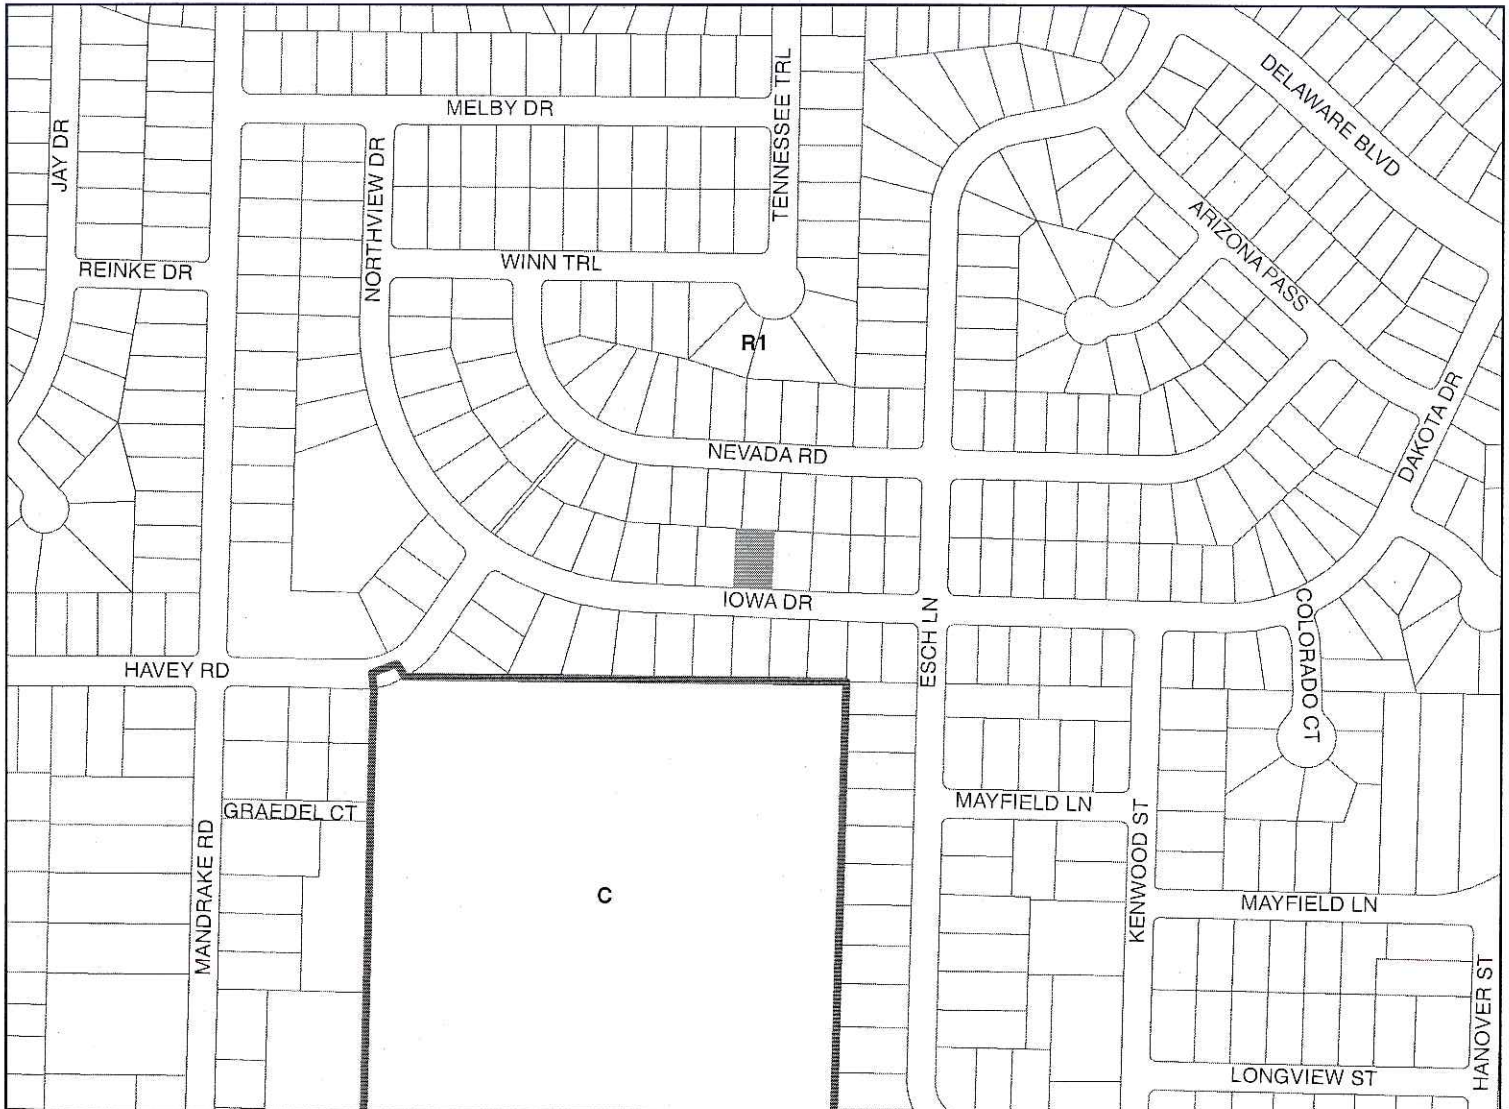 DELAWARE BLVD
MELBY DR
TENNESSEE TRL
JAY DR
NORTHVIEW DR
ARIZONA PASS
REINKE DR
WINN TRL
R1
DAKOTA DR
NEVADA RD
IOWA DR
ESCH LN
COLORADO CT
HAVEY RD
GRAEDEL CT
MAYFIELD LN
KENWOOD ST
MANDRAKE RD
C
MAYFIELD LN
HANOVER ST
LONGVIEW ST